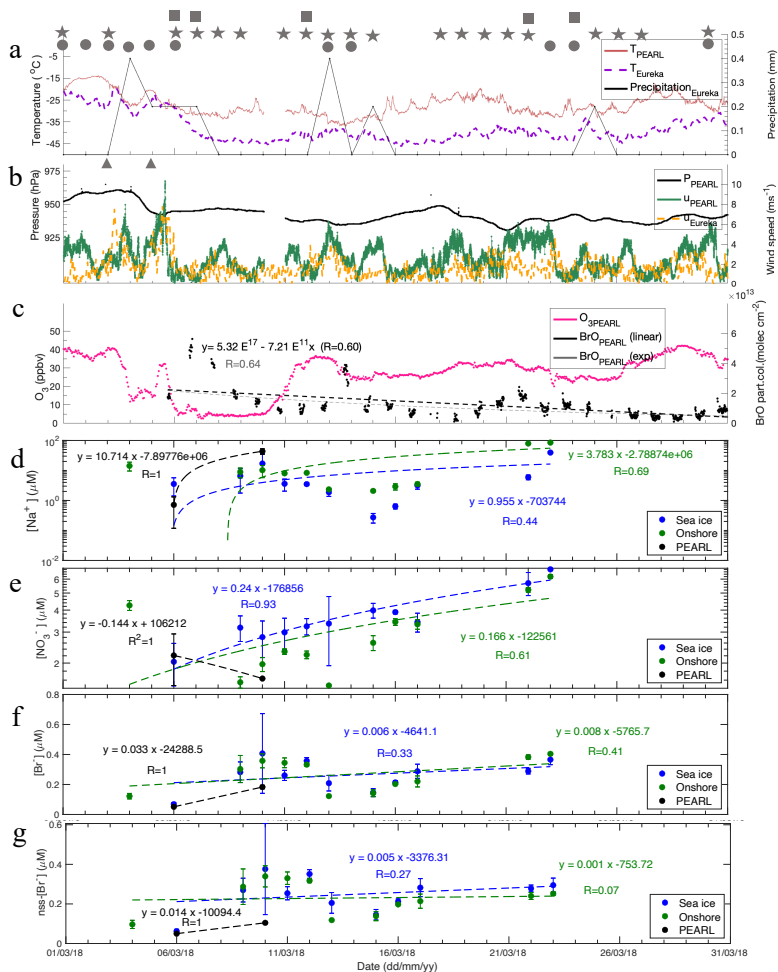 a
Temperature ( °C)
-5
-15
-25
-35
-45
T_PEARL
T_Eureka
Precipitation_Eureka
0.5
0.4
0.3
0.2
0.1
0
Precipitation (mm)
b
Pressure (hPa)
975
950
925
P_PEARL
u_PEARL
u_Eureka
10
8
6
4
2
0
Wind speed (ms⁻¹)
c
O₃ (ppbv)
50
40
30
20
10
0
y= 5.32 E¹⁷ - 7.21 E¹¹x (R=0.60)
R=0.64
O_3PEARL
BrO_PEARL (linear)
BrO_PEARL (exp)
×10¹³
6
4
2
0
BrO part.col.(molec cm⁻²)
d
[Na⁺] (μM)
10²
10⁰
10⁻²
y = 10.714 x -7.89776e+06
R=1
y = 3.783 x -2.78874e+06
R=0.69
y = 0.955 x -703744
R=0.44
Sea ice
Onshore
PEARL
e
[NO₃⁻] (μM)
6
5
4
3
2
y = 0.24 x -176856
R=0.93
y = -0.144 x + 106212
R²=1
y = 0.166 x -122561
R=0.61
Sea ice
Onshore
PEARL
f
[Br⁻] (μM)
0.6
0.4
0.2
0
y = 0.033 x -24288.5
R=1
y = 0.006 x -4641.1
R=0.33
y = 0.008 x -5765.7
R=0.41
Sea ice
Onshore
PEARL
g
nss-[Br⁻] (μM)
0.6
0.4
0.2
0
y = 0.005 x -3376.31
R=0.27
y = 0.001 x -753.72
R=0.07
y = 0.014 x -10094.4
R=1
Sea ice
Onshore
PEARL
01/03/18
06/03/18
11/03/18
16/03/18
21/03/18
26/03/18
31/03/18
Date (dd/mm/yy)